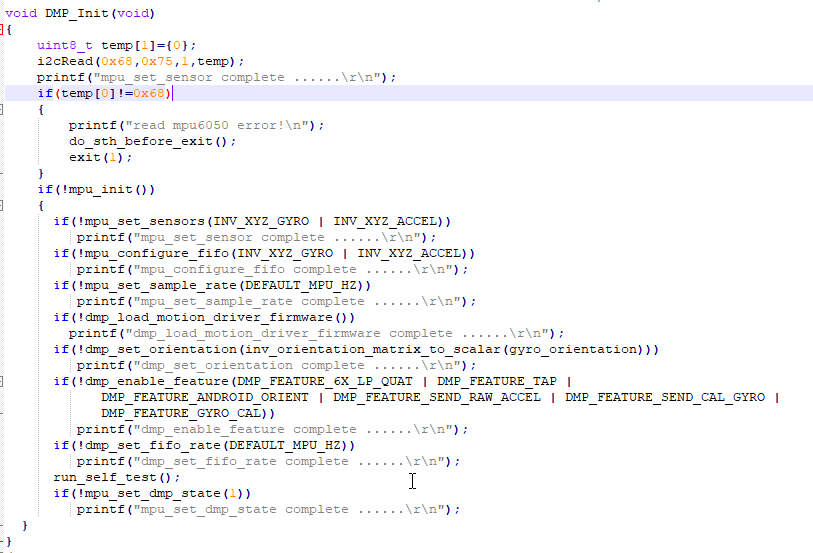 void DMP_Init(void)
{
    uint8_t temp[1]={0};
    i2cRead(0x68,0x75,1,temp);
    printf("mpu_set_sensor complete ......\r\n");
    if(temp[0]!=0x68)
    {
        printf("read mpu6050 error!\n");
        do_sth_before_exit();
        exit(1);
    }
    if(!mpu_init())
    {
      if(!mpu_set_sensors(INV_XYZ_GYRO | INV_XYZ_ACCEL))
         printf("mpu_set_sensor complete ......\r\n");
      if(!mpu_configure_fifo(INV_XYZ_GYRO | INV_XYZ_ACCEL))
         printf("mpu_configure_fifo complete ......\r\n");
      if(!mpu_set_sample_rate(DEFAULT_MPU_HZ))
         printf("mpu_set_sample_rate complete ......\r\n");
      if(!dmp_load_motion_driver_firmware())
        printf("dmp_load_motion_driver_firmware complete ......\r\n");
      if(!dmp_set_orientation(inv_orientation_matrix_to_scalar(gyro_orientation)))
         printf("dmp_set_orientation complete ......\r\n");
      if(!dmp_enable_feature(DMP_FEATURE_6X_LP_QUAT | DMP_FEATURE_TAP |
            DMP_FEATURE_ANDROID_ORIENT | DMP_FEATURE_SEND_RAW_ACCEL | DMP_FEATURE_SEND_CAL_GYRO |
            DMP_FEATURE_GYRO_CAL))
         printf("dmp_enable_feature complete ......\r\n");
      if(!dmp_set_fifo_rate(DEFAULT_MPU_HZ))
         printf("dmp_set_fifo_rate complete ......\r\n");
      run_self_test();
      if(!mpu_set_dmp_state(1))
         printf("mpu_set_dmp_state complete ......\r\n");
  }
}